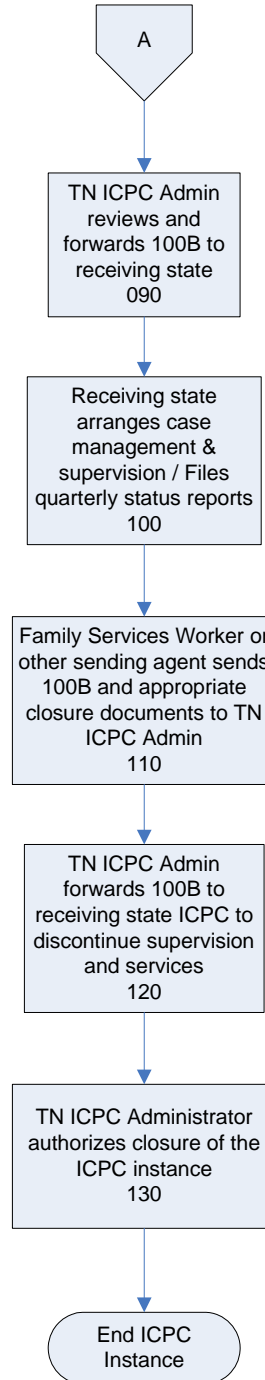 A
TN ICPC Admin
reviews and
forwards 100B to
receiving state
090
Receiving state
arranges case
management &
supervision / Files
quarterly status reports
100
Family Services Worker or
other sending agent sends
100B and appropriate
closure documents to TN
ICPC Admin
110
TN ICPC Admin
forwards 100B to
receiving state ICPC to
discontinue supervision
and services
120
TN ICPC Administrator
authorizes closure of the
ICPC instance
130
End ICPC
Instance